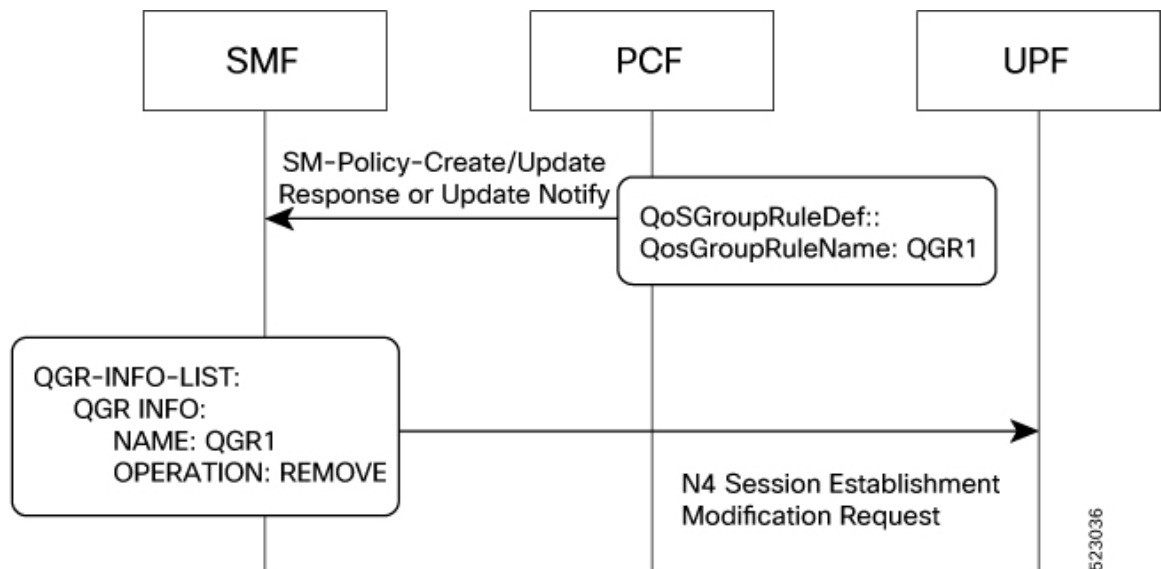 SMF
PCF
UPF
SM-Policy-Create/Update
Response or Update Notify
QoSGroupRuleDef::
QosGroupRuleName: QGR1
QGR-INFO-LIST:
QGR INFO:
NAME: QGR1
OPERATION: REMOVE
N4 Session Establishment
Modification Request
523036